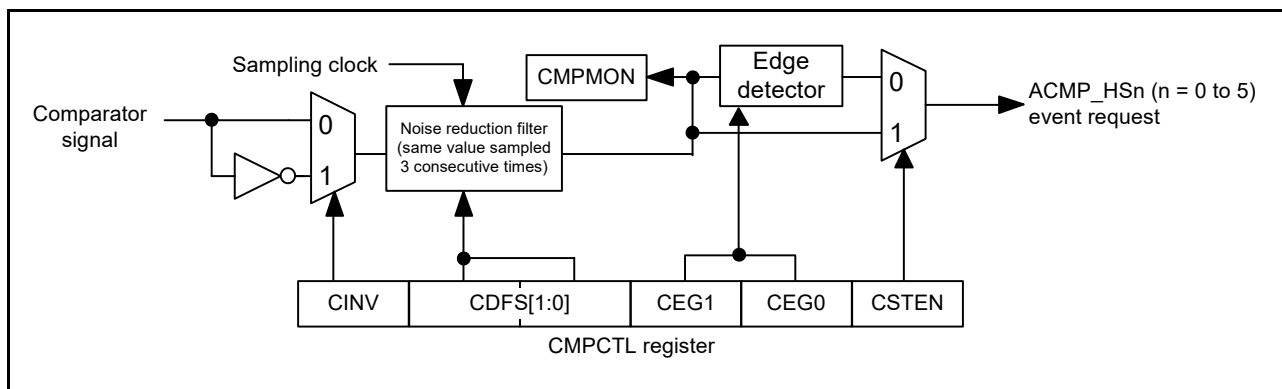 Sampling clock
CMPMON
Edge
detector
0
1
ACMP_HSn (n = 0 to 5)
event request
Comparator
signal
0
1
Noise reduction filter
(same value sampled
3 consecutive times)
CINV
CDFS[1:0]
CEG1
CEG0
CSTEN
CMPCTL register